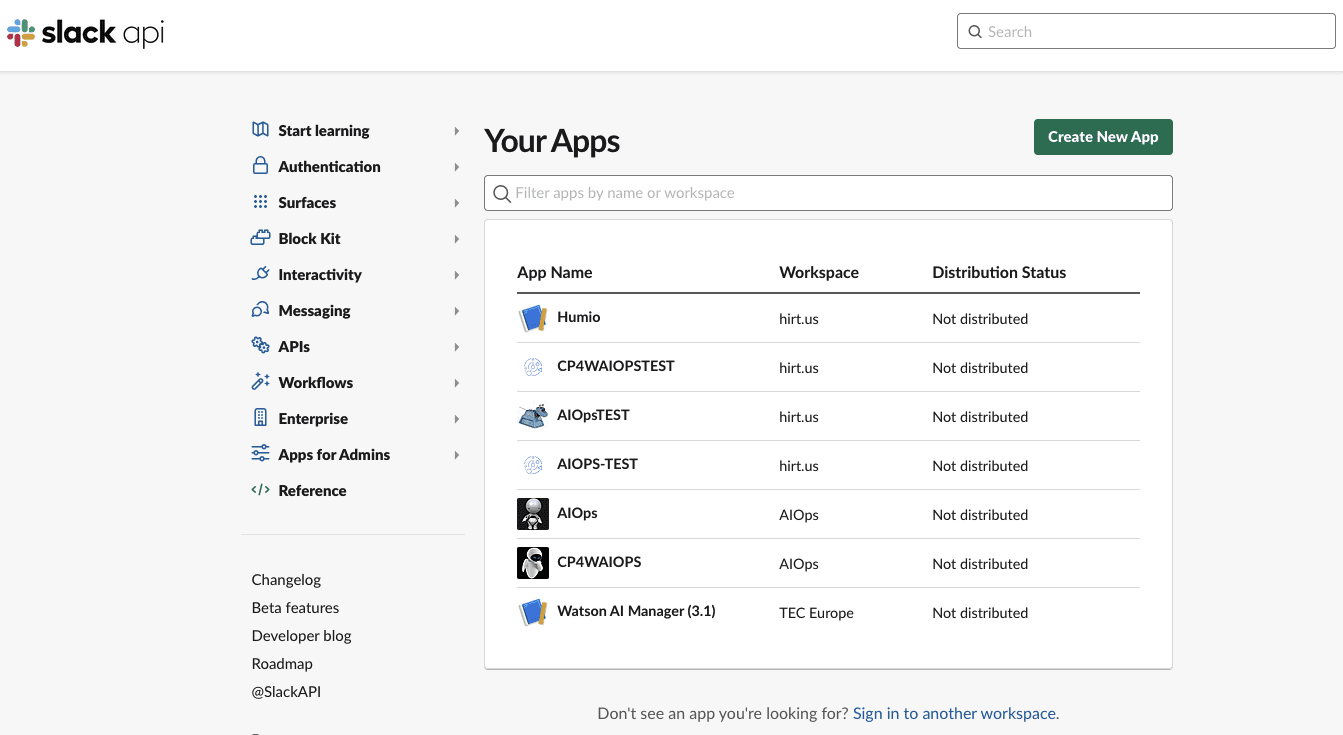 slack api
Search
Start learning
Authentication
Surfaces
Block Kit
Interactivity
Messaging
APIs
Workflows
Enterprise
Apps for Admins
Reference
Changelog
Beta features
Developer blog
Roadmap
@SlackAPI
Your Apps
Create New App
Filter apps by name or workspace
App Name Workspace Distribution Status
Humio hirt.us Not distributed
CP4WAIOPSTEST hirt.us Not distributed
AIOpsTEST hirt.us Not distributed
AIOPS-TEST hirt.us Not distributed
AIOps AIOps Not distributed
CP4WAIOPS AIOps Not distributed
Watson AI Manager (3.1) TEC Europe Not distributed
Don't see an app you're looking for? Sign in to another workspace.